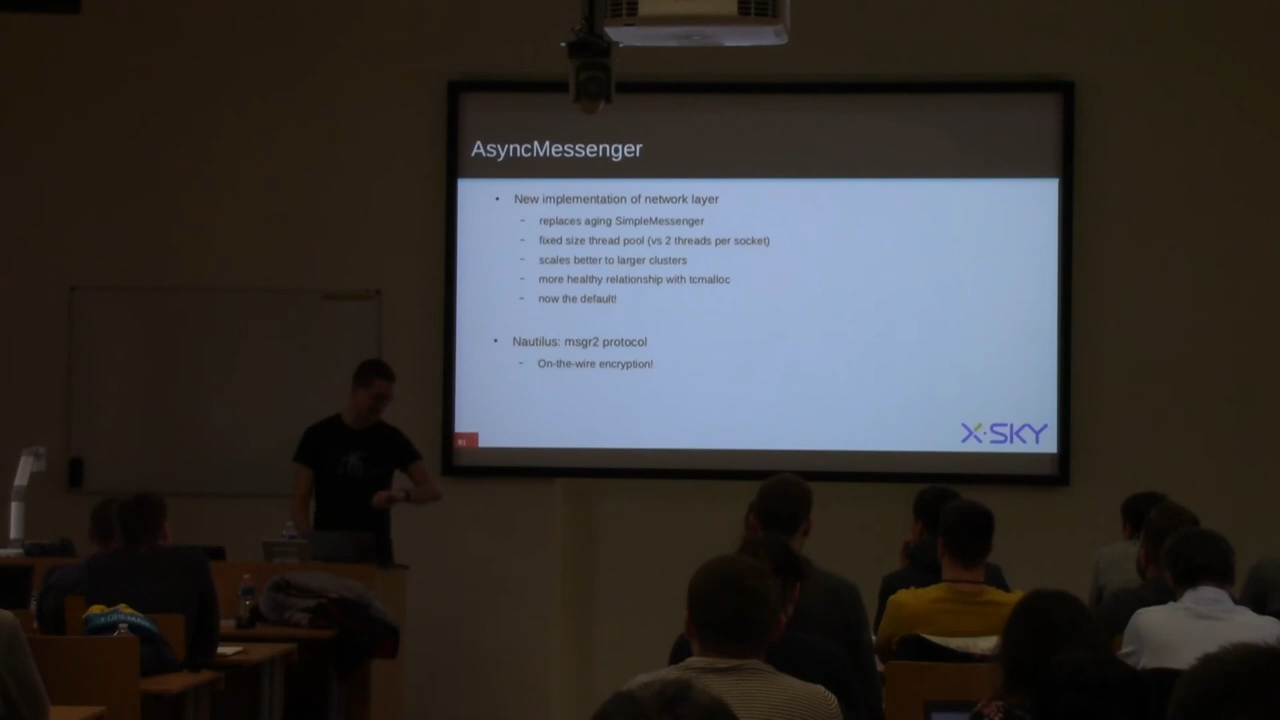 AsyncMessenger
• New implementation of network layer
– replaces aging SimpleMessenger
– fixed size thread pool (vs 2 threads per socket)
– scales better to larger clusters
– more healthy relationship with tcmalloc
– now the default!
• Nautilus: msgr2 protocol
– On-the-wire encryption!
X-SKY